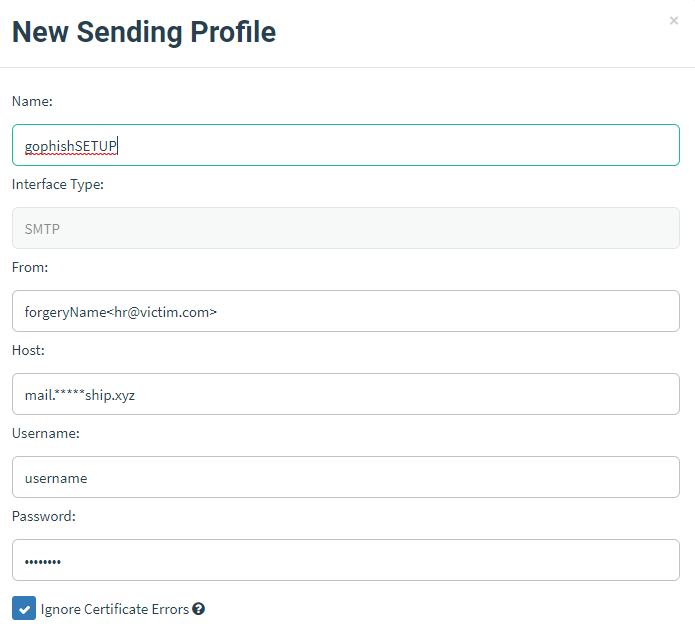 New Sending Profile
×
Name:
gophishSETUP
Interface Type:
SMTP
From:
forgeryName<hr@victim.com>
Host:
mail.*****ship.xyz
Username:
username
Password:
••••••••
Ignore Certificate Errors ?